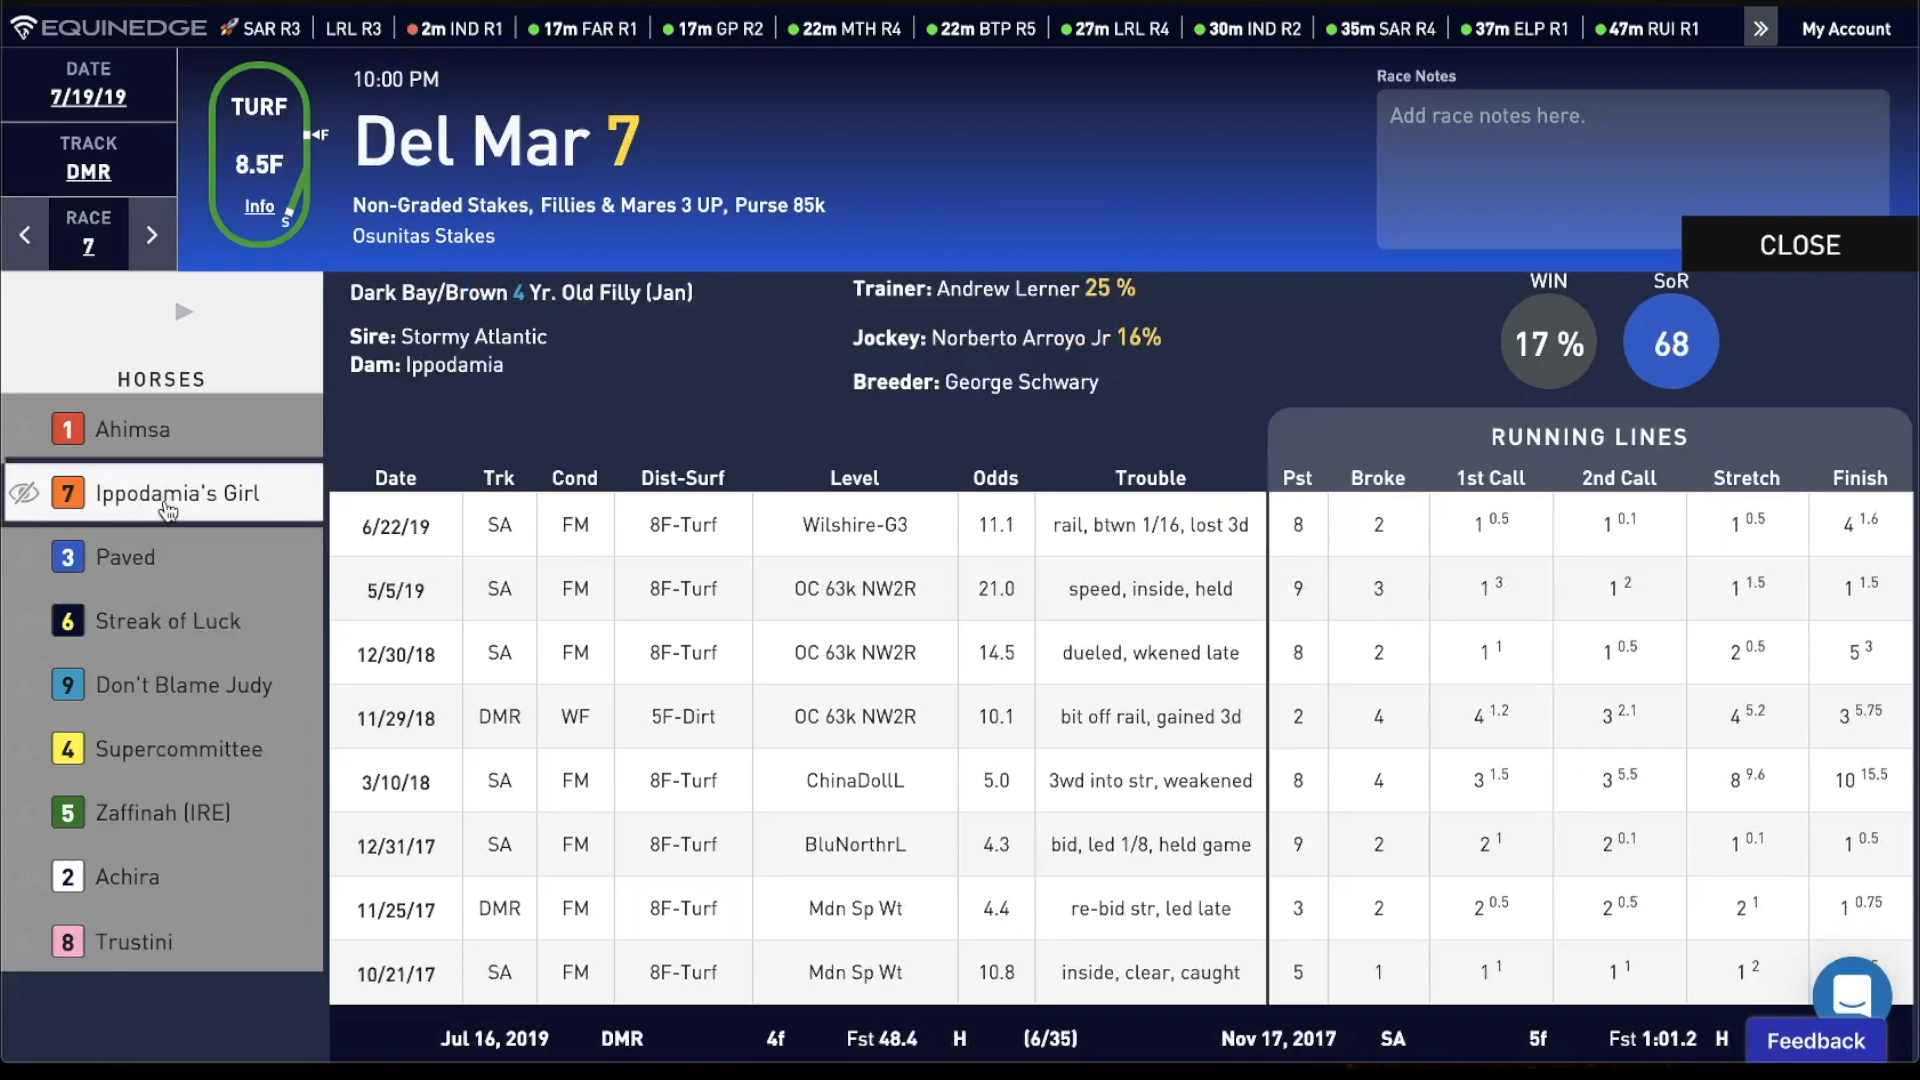 EQUINEDGE SAR R3 LRL R3 2m IND R1 17m FAR R1 17m GP R2 22m MTH R4 22m BTP R5 27m LRL R4 30m IND R2 35m SAR R4 37m ELP R1 47m RUI R1 » My Account
DATE
7/19/19
TRACK
DMR
RACE
7
TURF
8.5F
Info
F
S
10:00 PM
Del Mar 7
Non-Graded Stakes, Fillies & Mares 3 UP, Purse 85k
Osunitas Stakes
Race Notes
Add race notes here.
CLOSE
HORSES
1 Ahimsa
7 Ippodamia's Girl
3 Paved
6 Streak of Luck
9 Don't Blame Judy
4 Supercommittee
5 Zaffinah (IRE)
2 Achira
8 Trustini
Dark Bay/Brown 4 Yr. Old Filly (Jan)
Sire: Stormy Atlantic
Dam: Ippodamia
Trainer: Andrew Lerner 25 %
Jockey: Norberto Arroyo Jr 16%
Breeder: George Schwary
WIN
17 %
SoR
68
RUNNING LINES
Date Trk Cond Dist-Surf Level Odds Trouble Pst Broke 1st Call 2nd Call Stretch Finish
6/22/19 SA FM 8F-Turf Wilshire-G3 11.1 rail, btwn 1/16, lost 3d 8 2 1 0.5 1 0.1 1 0.5 4 1.6
5/5/19 SA FM 8F-Turf OC 63k NW2R 21.0 speed, inside, held 9 3 1 3 1 2 1 1.5 1 1.5
12/30/18 SA FM 8F-Turf OC 63k NW2R 14.5 dueled, wkened late 8 2 1 1 1 0.5 2 0.5 5 3
11/29/18 DMR WF 5F-Dirt OC 63k NW2R 10.1 bit off rail, gained 3d 2 4 4 1.2 3 2.1 4 5.2 3 5.75
3/10/18 SA FM 8F-Turf ChinaDollL 5.0 3wd into str, weakened 8 4 3 1.5 3 5.5 8 9.6 10 15.5
12/31/17 SA FM 8F-Turf BluNorthrL 4.3 bid, led 1/8, held game 9 2 2 1 2 0.1 1 0.1 1 0.5
11/25/17 DMR FM 8F-Turf Mdn Sp Wt 4.4 re-bid str, led late 3 2 2 0.5 2 0.5 2 1 1 0.75
10/21/17 SA FM 8F-Turf Mdn Sp Wt 10.8 inside, clear, caught 5 1 1 1 1 1 1 2
Jul 16, 2019 DMR 4f Fst 48.4 H (6/35) Nov 17, 2017 SA 5f Fst 1:01.2 H
Feedback